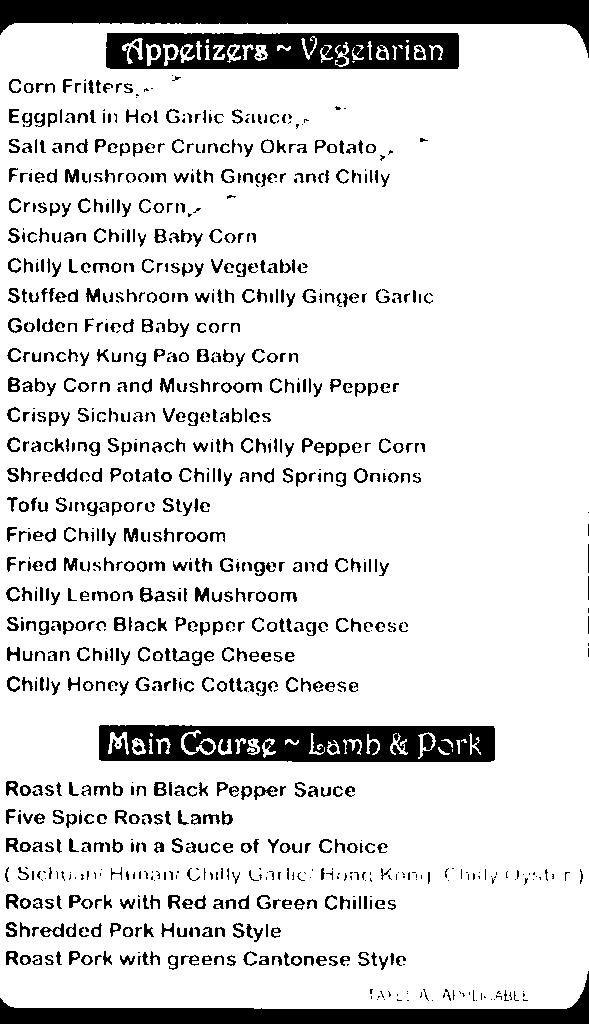 Appetizers ~ Vegetarian
Corn Fritters
Eggplant in Hot Garlic Sauce
Salt and Pepper Crunchy Okra Potato
Fried Mushroom with Ginger and Chilly
Crispy Chilly Corn
Sichuan Chilly Baby Corn
Chilly Lemon Crispy Vegetable
Stuffed Mushroom with Chilly Ginger Garlic
Golden Fried Baby corn
Crunchy Kung Pao Baby Corn
Baby Corn and Mushroom Chilly Pepper
Crispy Sichuan Vegetables
Crackling Spinach with Chilly Pepper Corn
Shredded Potato Chilly and Spring Onions
Tofu Singapore Style
Fried Chilly Mushroom
Fried Mushroom with Ginger and Chilly
Chilly Lemon Basil Mushroom
Singapore Black Pepper Cottage Cheese
Hunan Chilly Cottage Cheese
Chilly Honey Garlic Cottage Cheese
Main Course ~ Lamb & Pork
Roast Lamb in Black Pepper Sauce
Five Spice Roast Lamb
Roast Lamb in a Sauce of Your Choice
( Sichuan/ Hunan/ Chilly Garlic/ Hong Kong, Chilly Oyster )
Roast Pork with Red and Green Chillies
Shredded Pork Hunan Style
Roast Pork with greens Cantonese Style
APPLICABLE